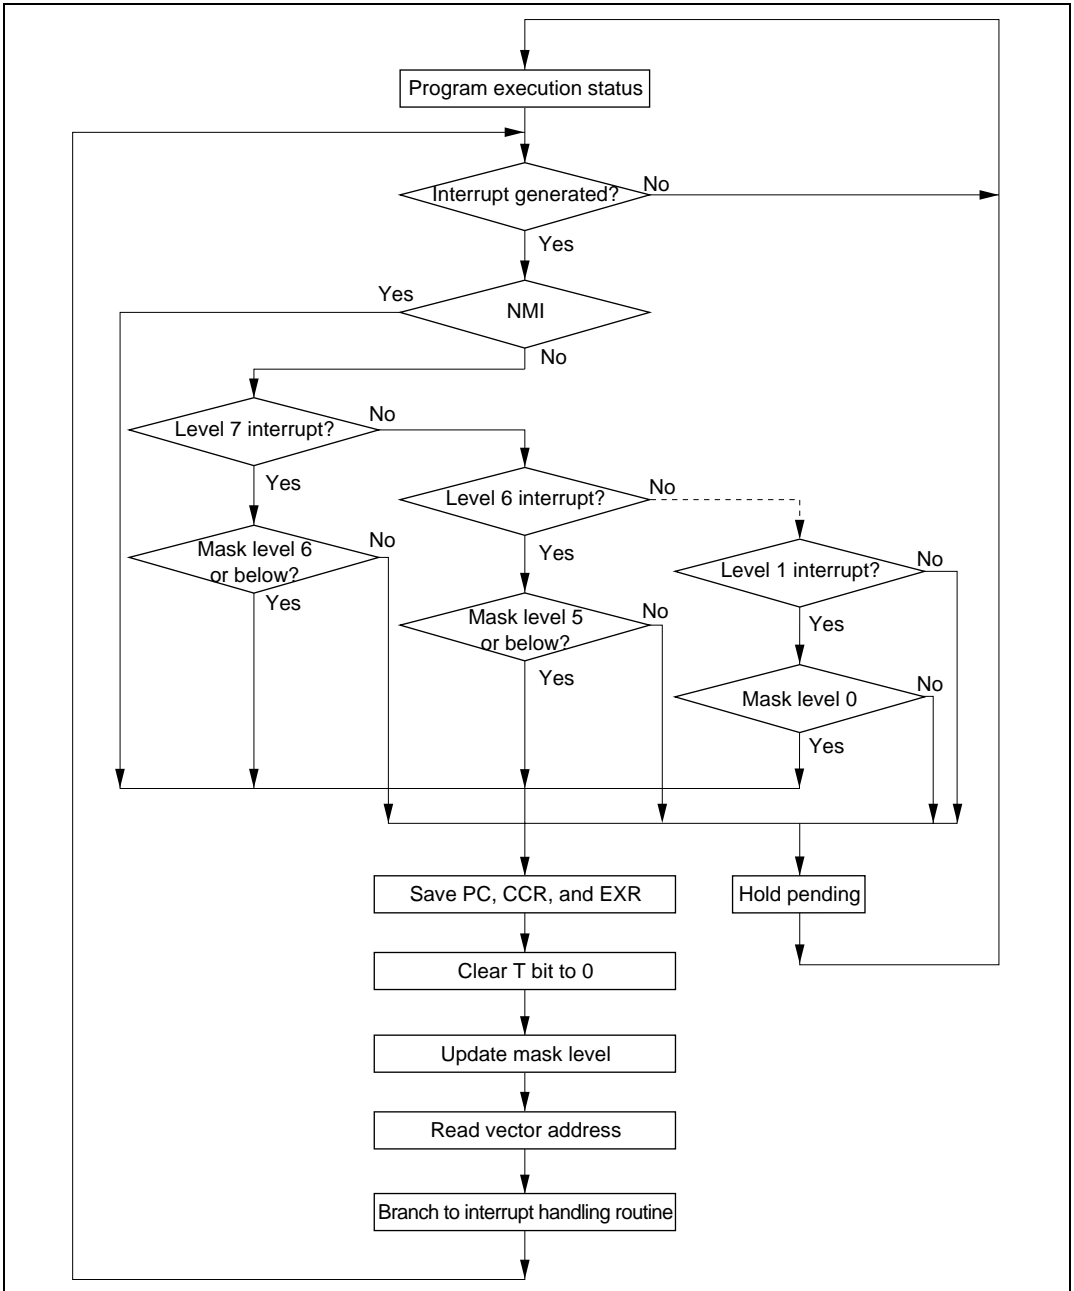 Program execution status
Interrupt generated?
No
Yes
Yes
NMI
No
Level 7 interrupt?
No
Yes
Level 6 interrupt?
No
Mask level 6
or below?
No
Yes
Yes
Level 1 interrupt?
No
Mask level 5
or below?
No
Yes
Yes
Mask level 0
No
Yes
Save PC, CCR, and EXR
Hold pending
Clear T bit to 0
Update mask level
Read vector address
Branch to interrupt handling routine